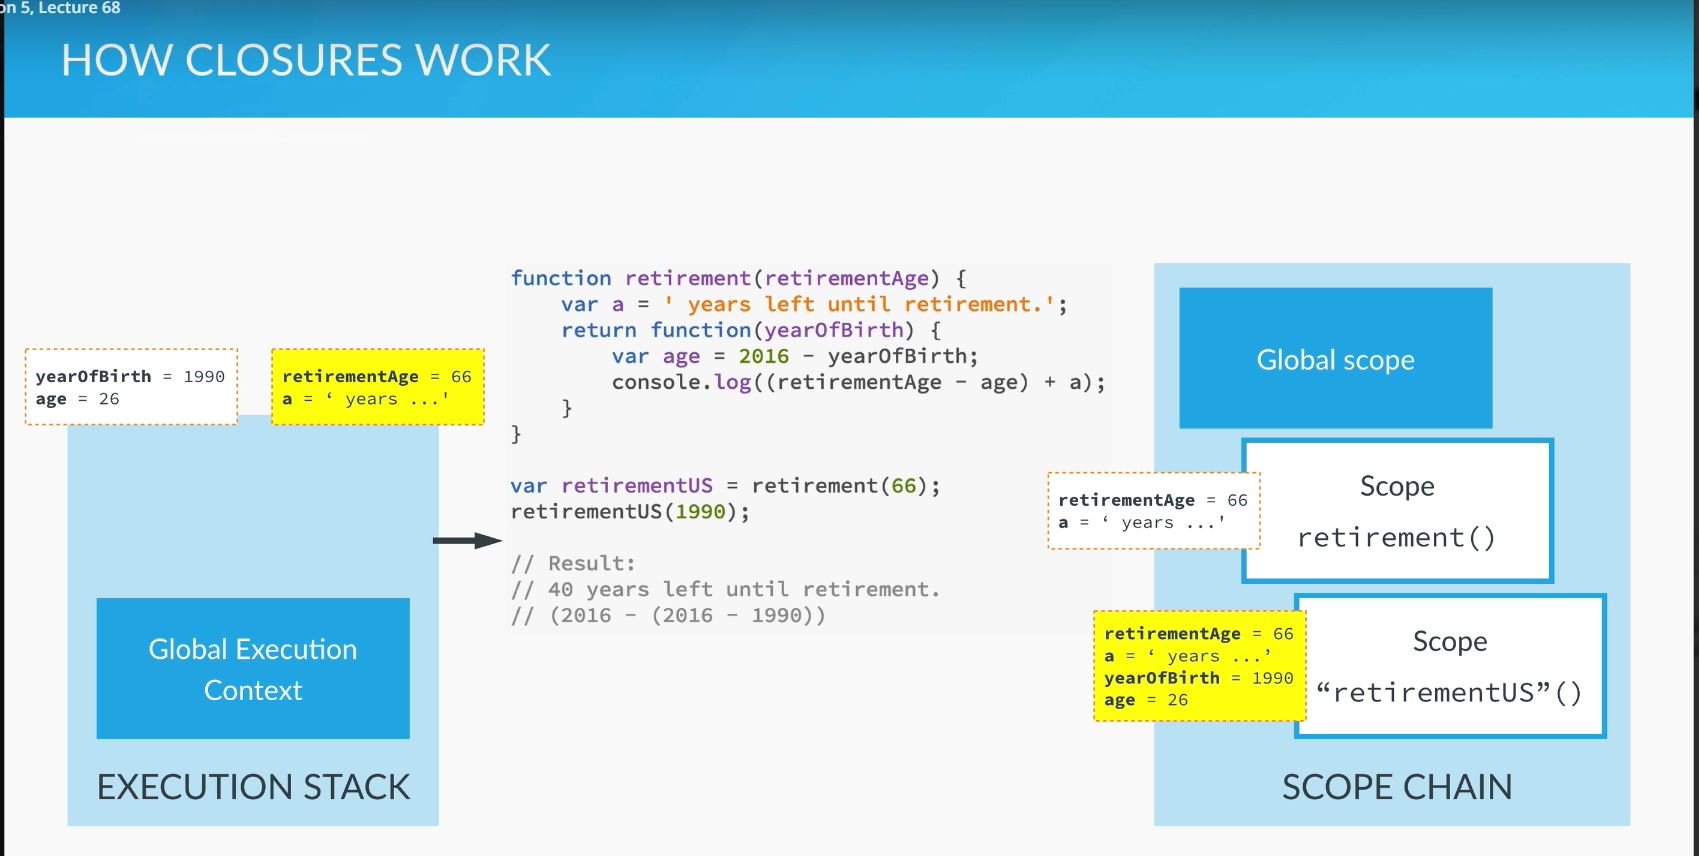 on 5, Lecture 68
HOW CLOSURES WORK
yearOfBirth = 1990
age = 26
retirementAge = 66
a = ‘ years ...'
EXECUTION STACK
Global Execution
Context
function retirement(retirementAge) {
    var a = ' years left until retirement.';
    return function(yearOfBirth) {
        var age = 2016 - yearOfBirth;
        console.log((retirementAge - age) + a);
    }
}
var retirementUS = retirement(66);
retirementUS(1990);
// Result:
// 40 years left until retirement.
// (2016 - (2016 - 1990))
Global scope
retirementAge = 66
a = ‘ years ...'
Scope
retirement()
retirementAge = 66
a = ‘ years ...’
yearOfBirth = 1990
age = 26
Scope
“retirementUS”()
SCOPE CHAIN